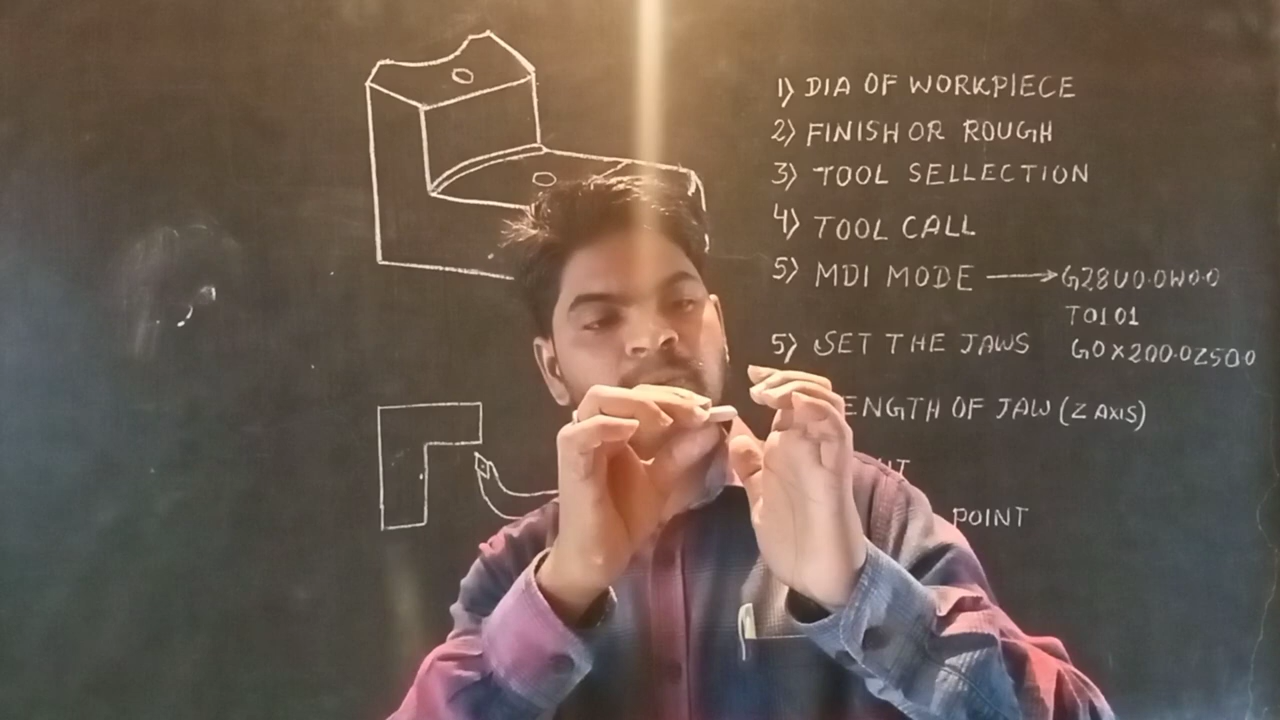 1) DIA OF WORKPIECE
2) FINISH OR ROUGH
3) TOOL SELLECTION
4) TOOL CALL
5) MDI MODE → G28U0.0W0.0
T0101
5) SET THE JAWS G0X200.0Z50.0
OF JAW (Z AXIS)
POINT